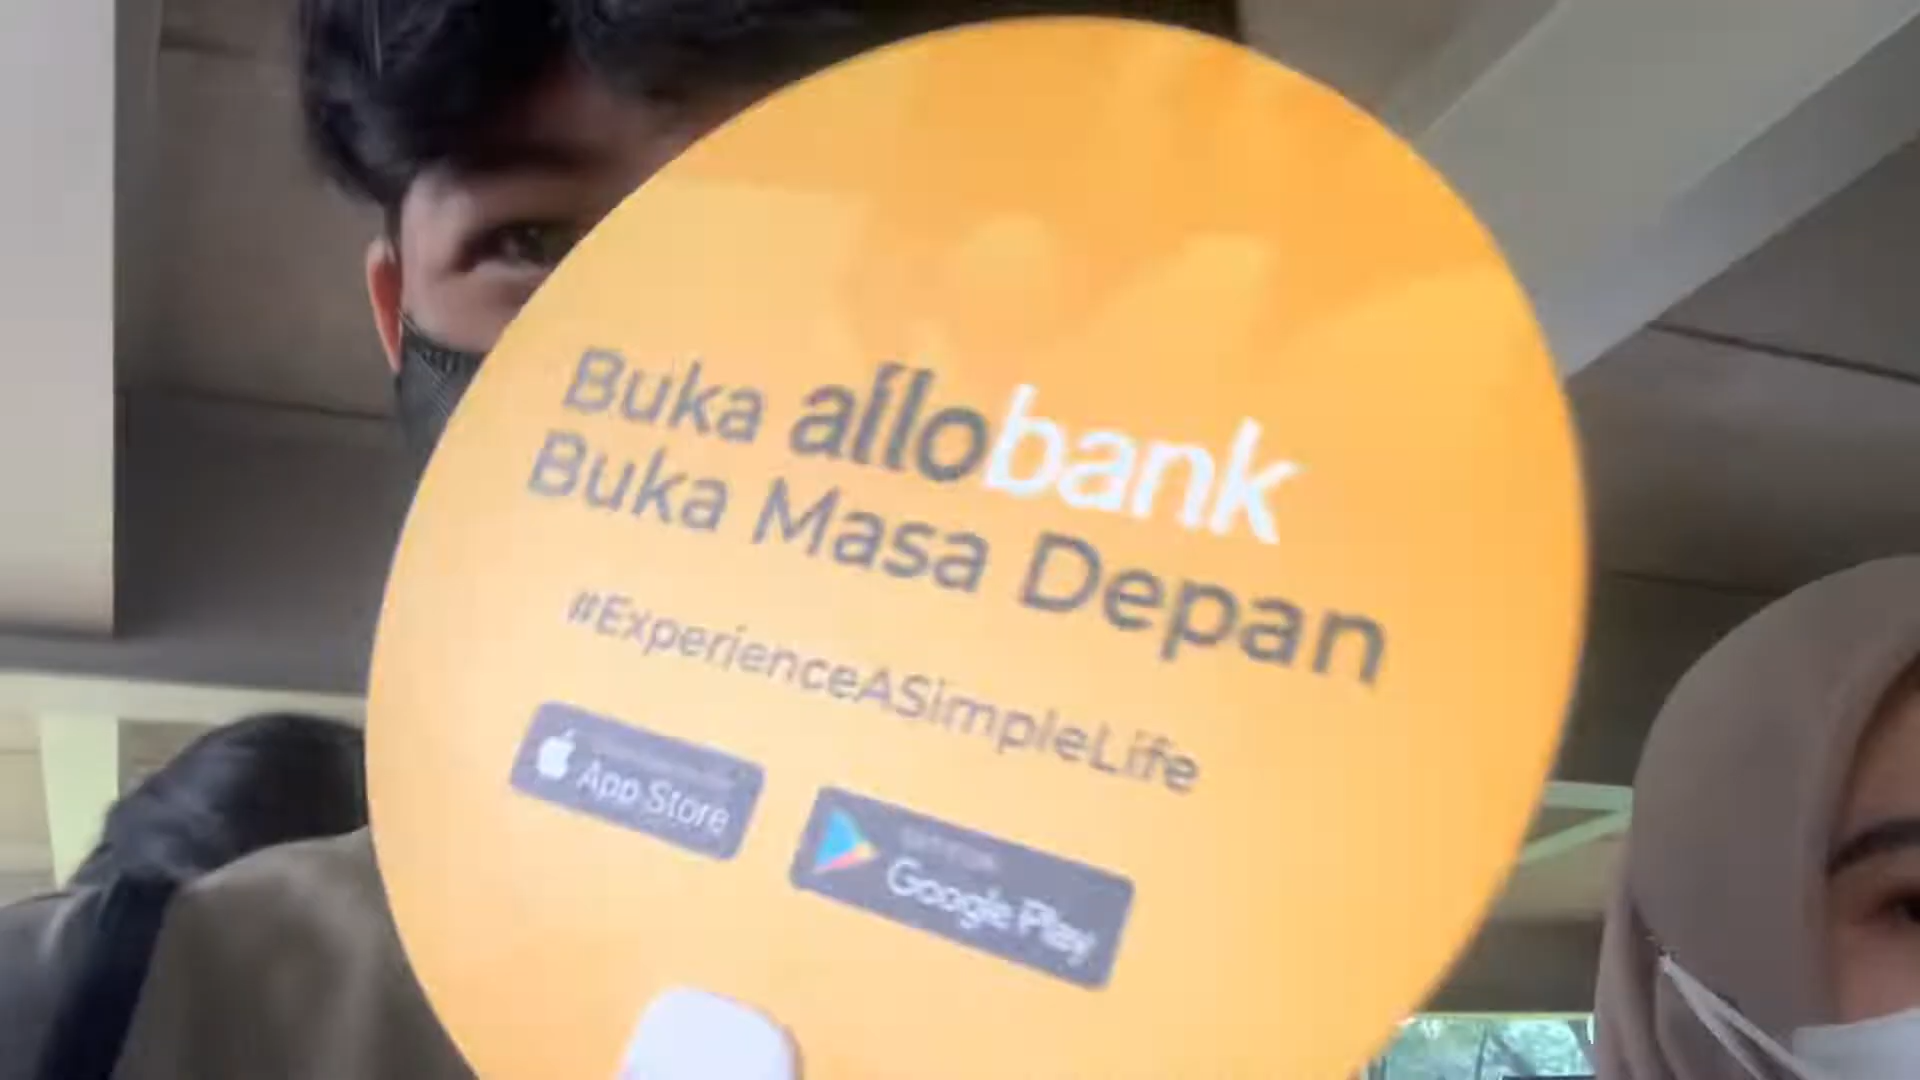 Buka allobank
Buka Masa Depan
#ExperienceASimpleLife
App Store
Google Play